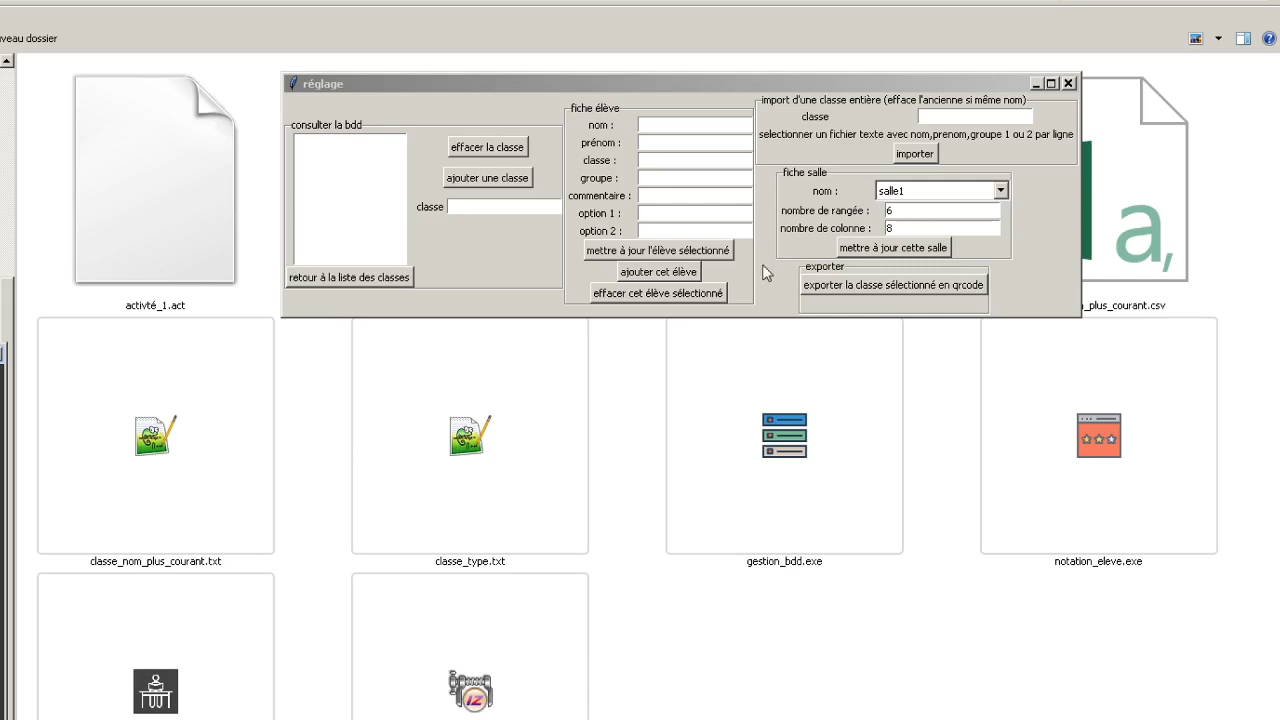 veau dossier
réglage
consulter la bdd
effacer la classe
ajouter une classe
classe
retour à la liste des classes
fiche élève
nom :
prénom :
classe :
groupe :
commentaire :
option 1 :
option 2 :
mettre à jour l'élève sélectionné
ajouter cet élève
effacer cet élève sélectionné
import d'une classe entière (efface l'ancienne si même nom)
classe
selectionner un fichier texte avec nom,prenom,groupe 1 ou 2 par ligne
importer
fiche salle
nom :
salle1
nombre de rangée :
6
nombre de colonne :
8
mettre à jour cette salle
exporter
exporter la classe sélectionné en qrcode
a,
activté_1.act
_plus_courant.csv
classe_nom_plus_courant.txt
classe_type.txt
gestion_bdd.exe
notation_eleve.exe
IZ